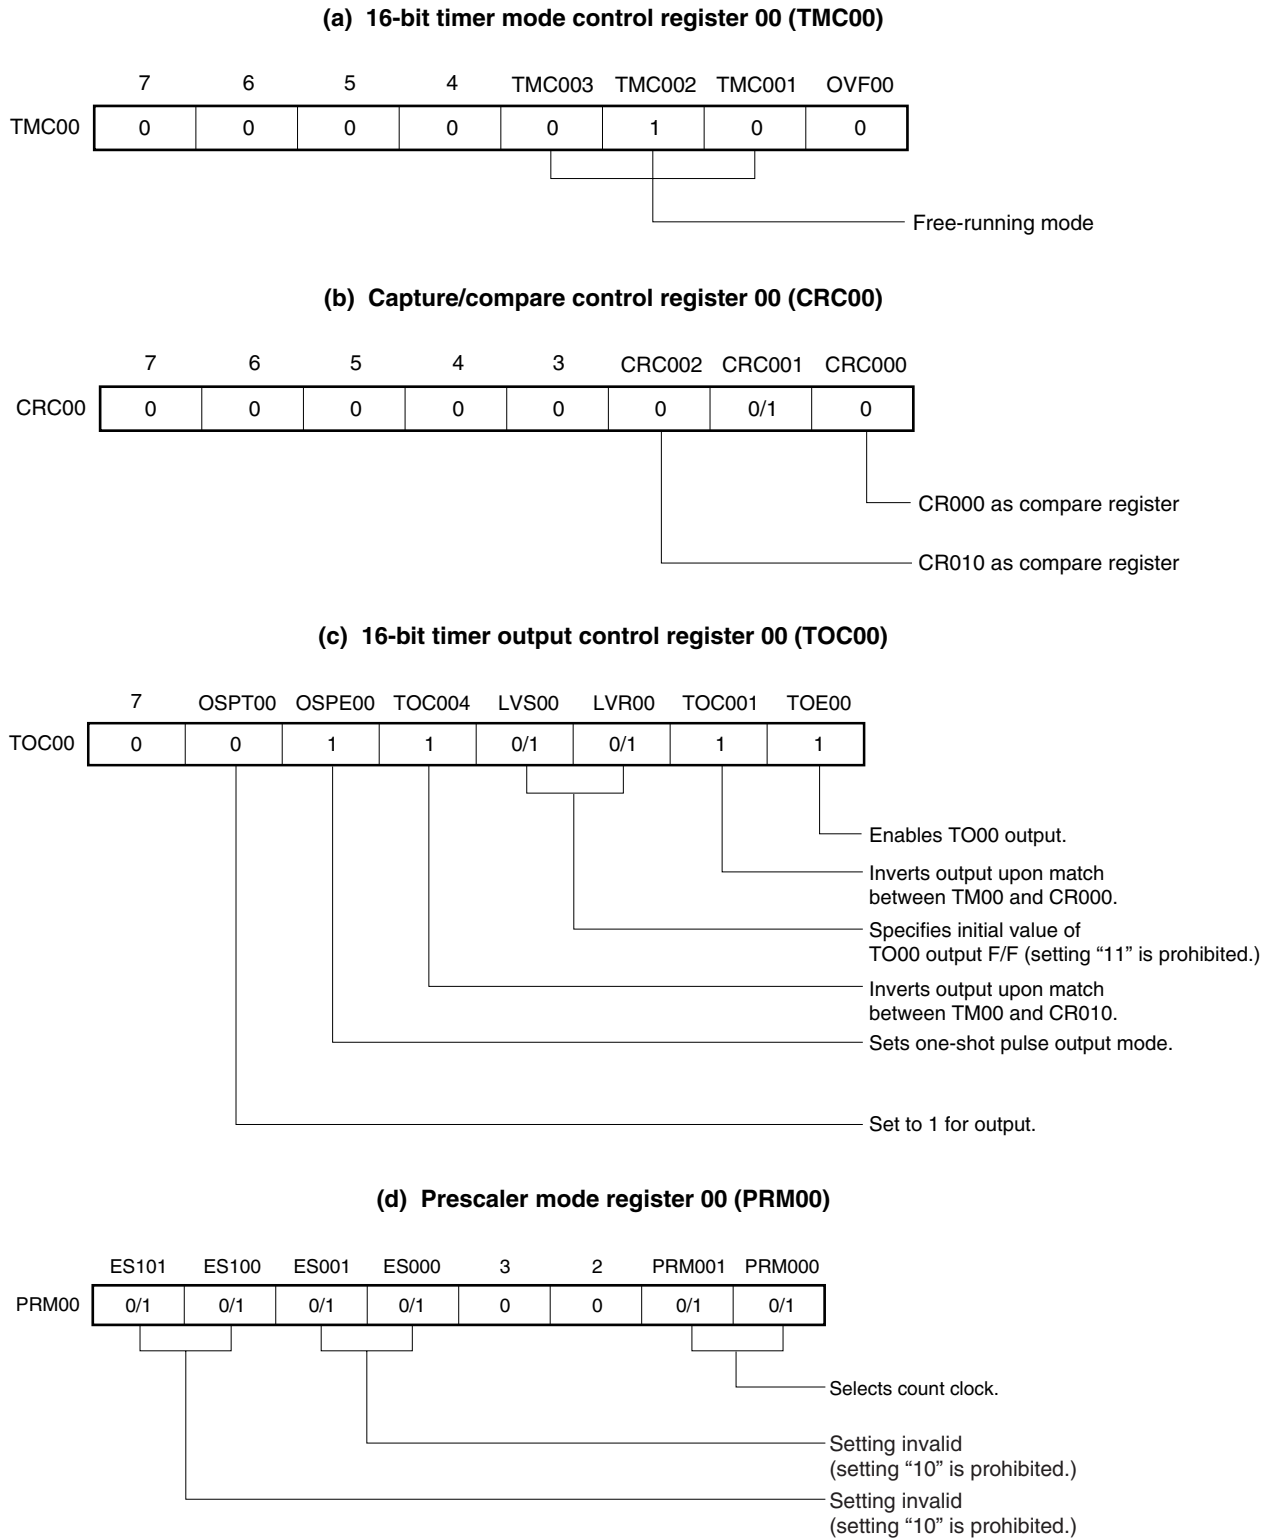 (a) 16-bit timer mode control register 00 (TMC00)
7 6 5 4 TMC003 TMC002 TMC001 OVF00
TMC00 0 0 0 0 0 1 0 0
Free-running mode
(b) Capture/compare control register 00 (CRC00)
7 6 5 4 3 CRC002 CRC001 CRC000
CRC00 0 0 0 0 0 0 0/1 0
CR000 as compare register
CR010 as compare register
(c) 16-bit timer output control register 00 (TOC00)
7 OSPT00 OSPE00 TOC004 LVS00 LVR00 TOC001 TOE00
TOC00 0 0 1 1 0/1 0/1 1 1
Enables TO00 output.
Inverts output upon match
between TM00 and CR000.
Specifies initial value of
TO00 output F/F (setting “11” is prohibited.)
Inverts output upon match
between TM00 and CR010.
Sets one-shot pulse output mode.
Set to 1 for output.
(d) Prescaler mode register 00 (PRM00)
ES101 ES100 ES001 ES000 3 2 PRM001 PRM000
PRM00 0/1 0/1 0/1 0/1 0 0 0/1 0/1
Selects count clock.
Setting invalid
(setting “10” is prohibited.)
Setting invalid
(setting “10” is prohibited.)